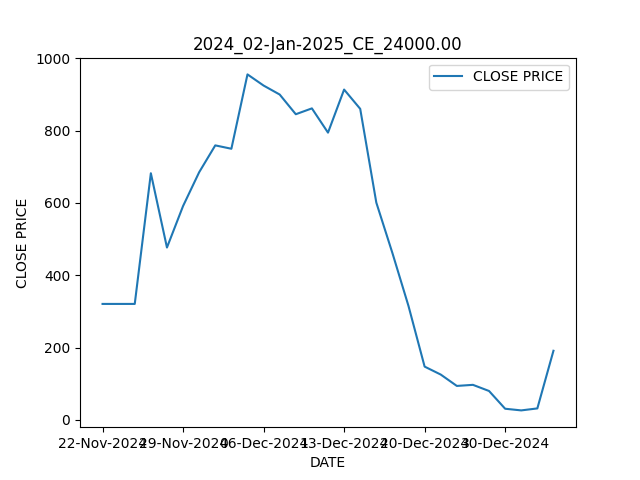 2024_02-Jan-2025_CE_24000.00
CLOSE PRICE
1000
800
600
400
200
0
CLOSE PRICE
22-Nov-2024
29-Nov-2024
06-Dec-2024
13-Dec-2024
20-Dec-2024
30-Dec-2024
DATE